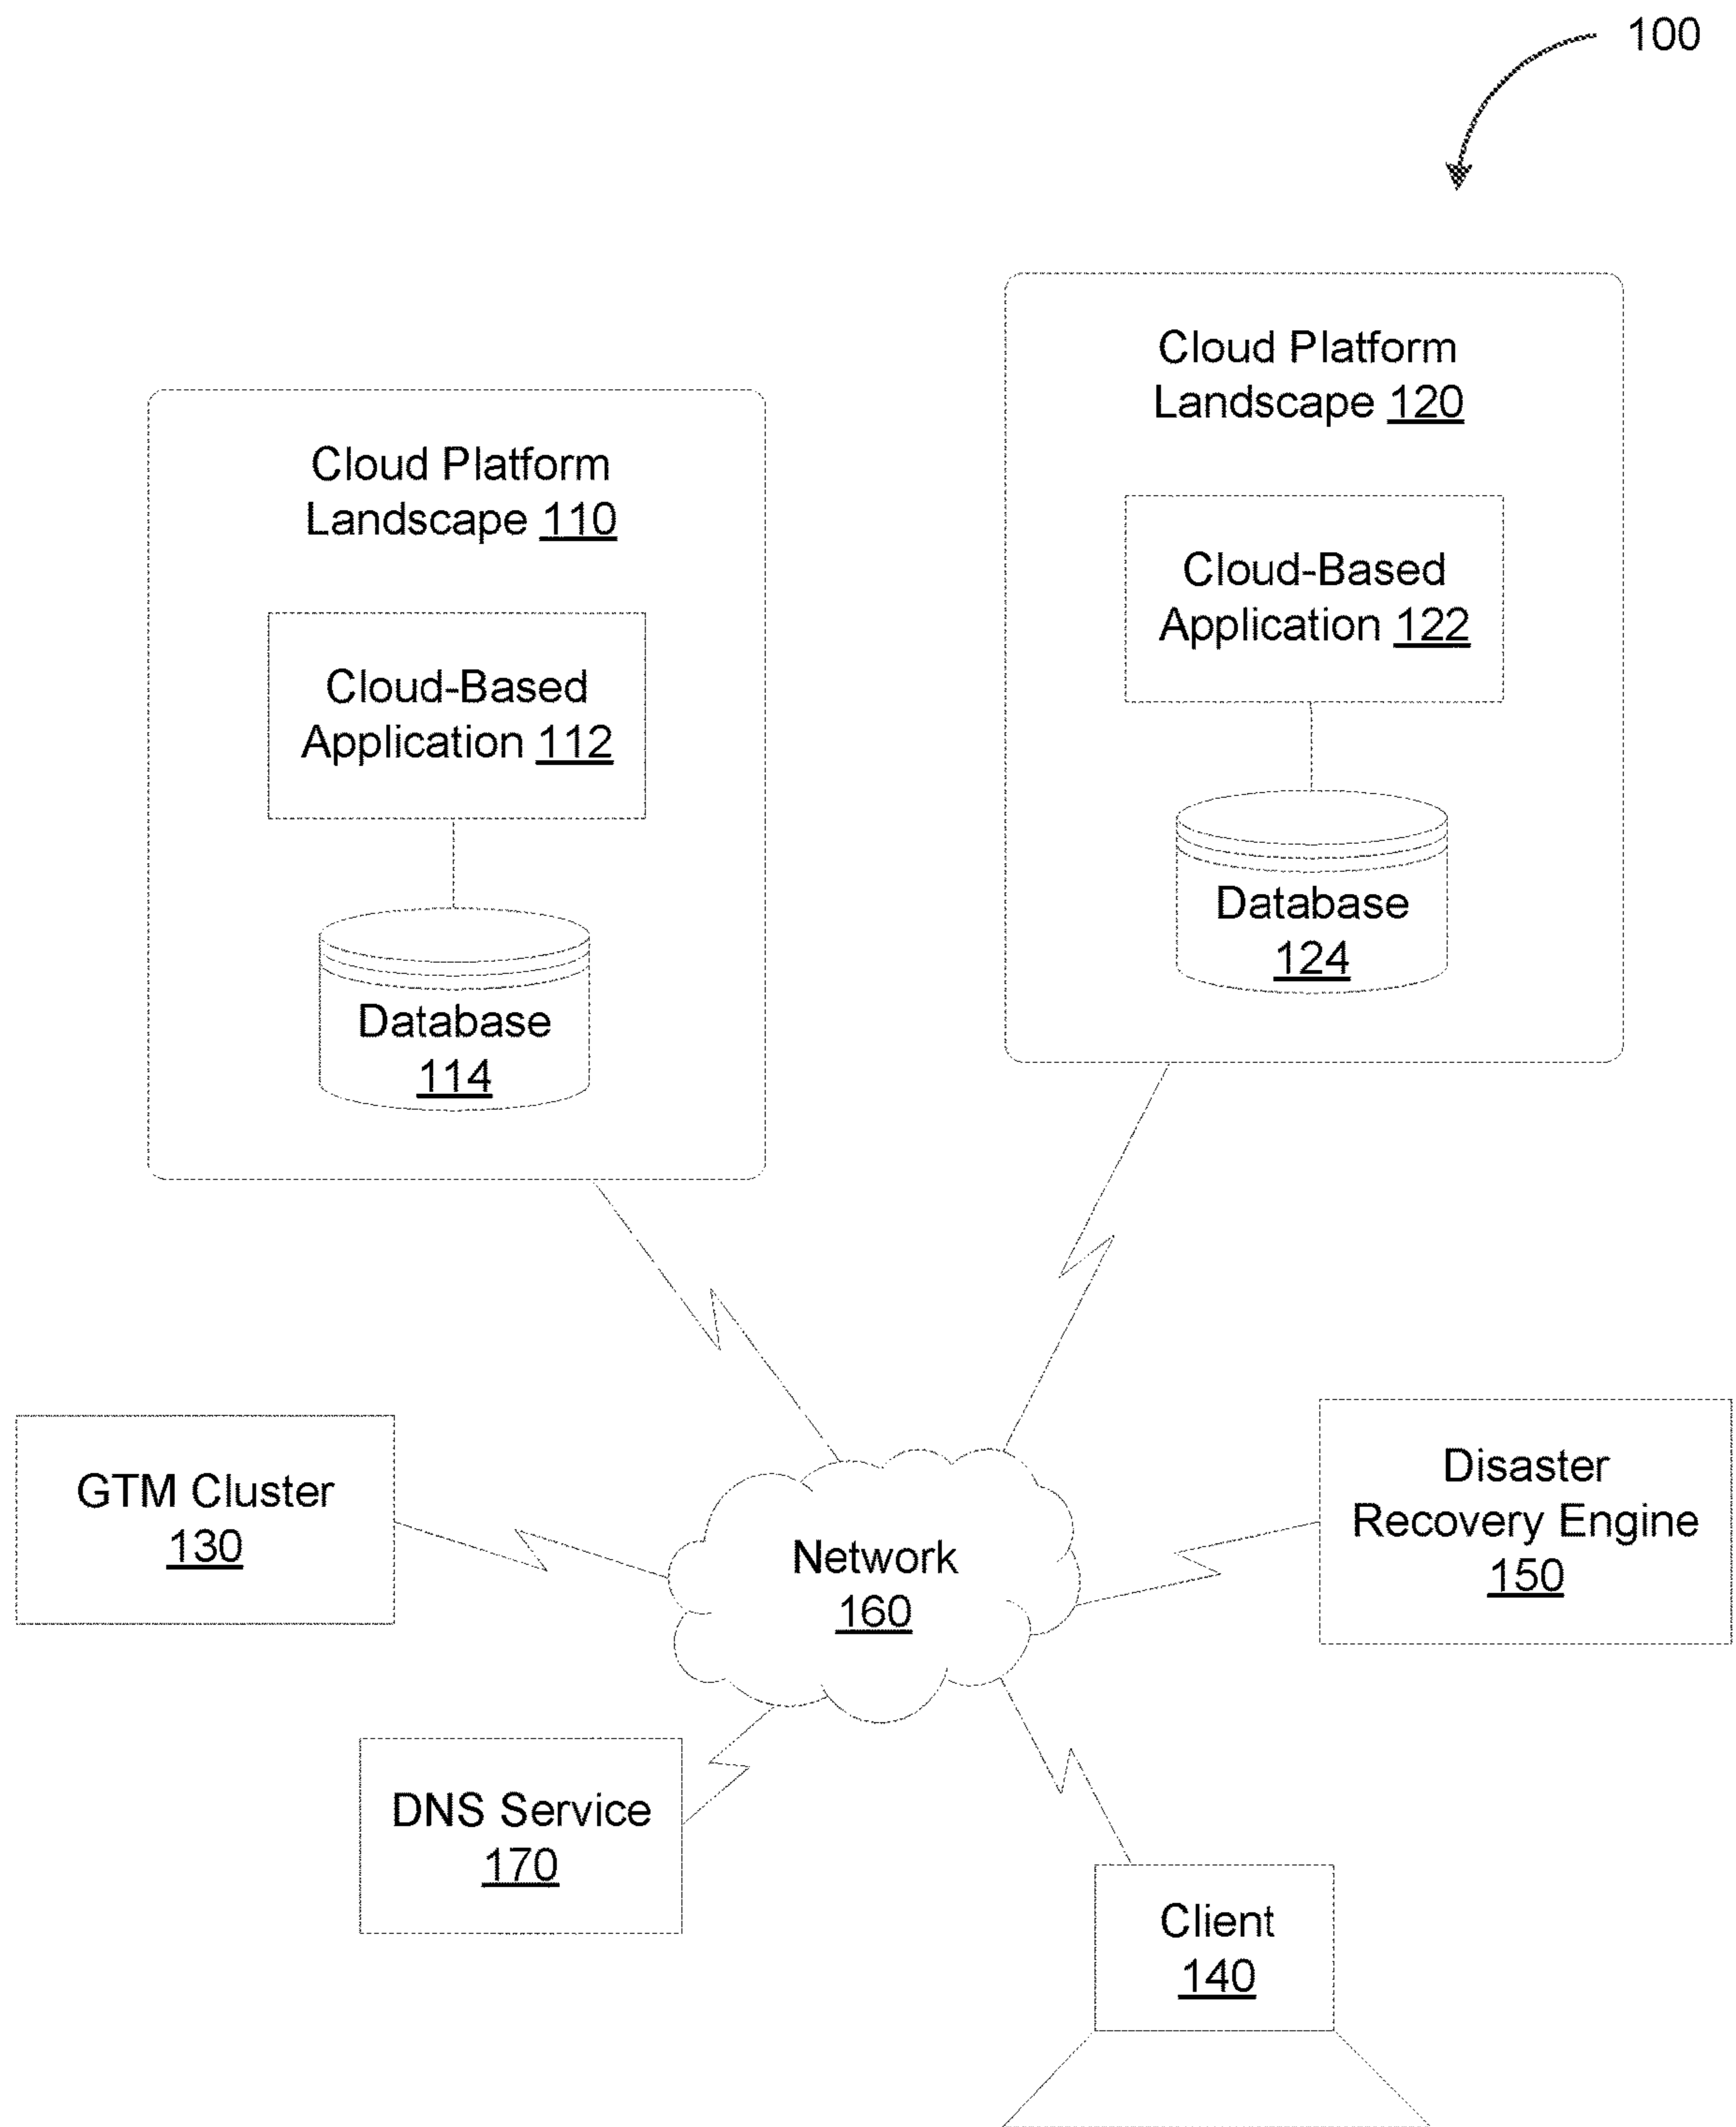 100
Cloud Platform
Landscape 120
Cloud-Based
Application 122
Database
124
Cloud Platform
Landscape 110
Cloud-Based
Application 112
Database
114
GTM Cluster
130
Network
160
Disaster
Recovery Engine
150
DNS Service
170
Client
140